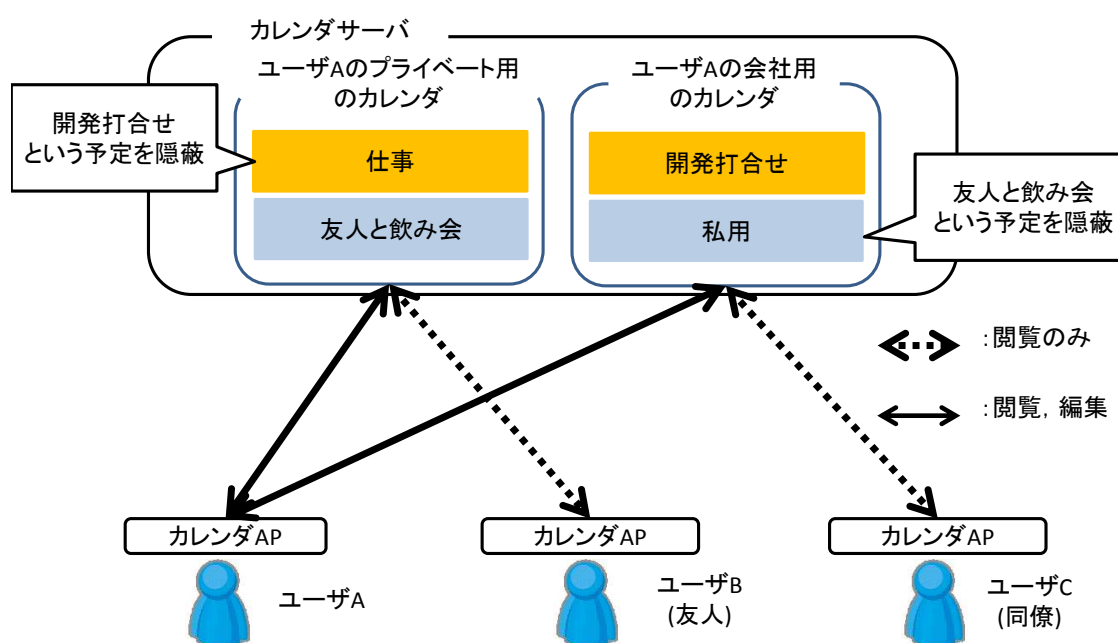 カレンダサーバ
ユーザAのプライベート用
のカレンダ
ユーザAの会社用
のカレンダ
開発打合せ
という予定を隠蔽
仕事
友人と飲み会
開発打合せ
私用
友人と飲み会
という予定を隠蔽
:閲覧のみ
:閲覧，編集
カレンダAP
カレンダAP
カレンダAP
ユーザA
ユーザB
(友人)
ユーザC
(同僚)